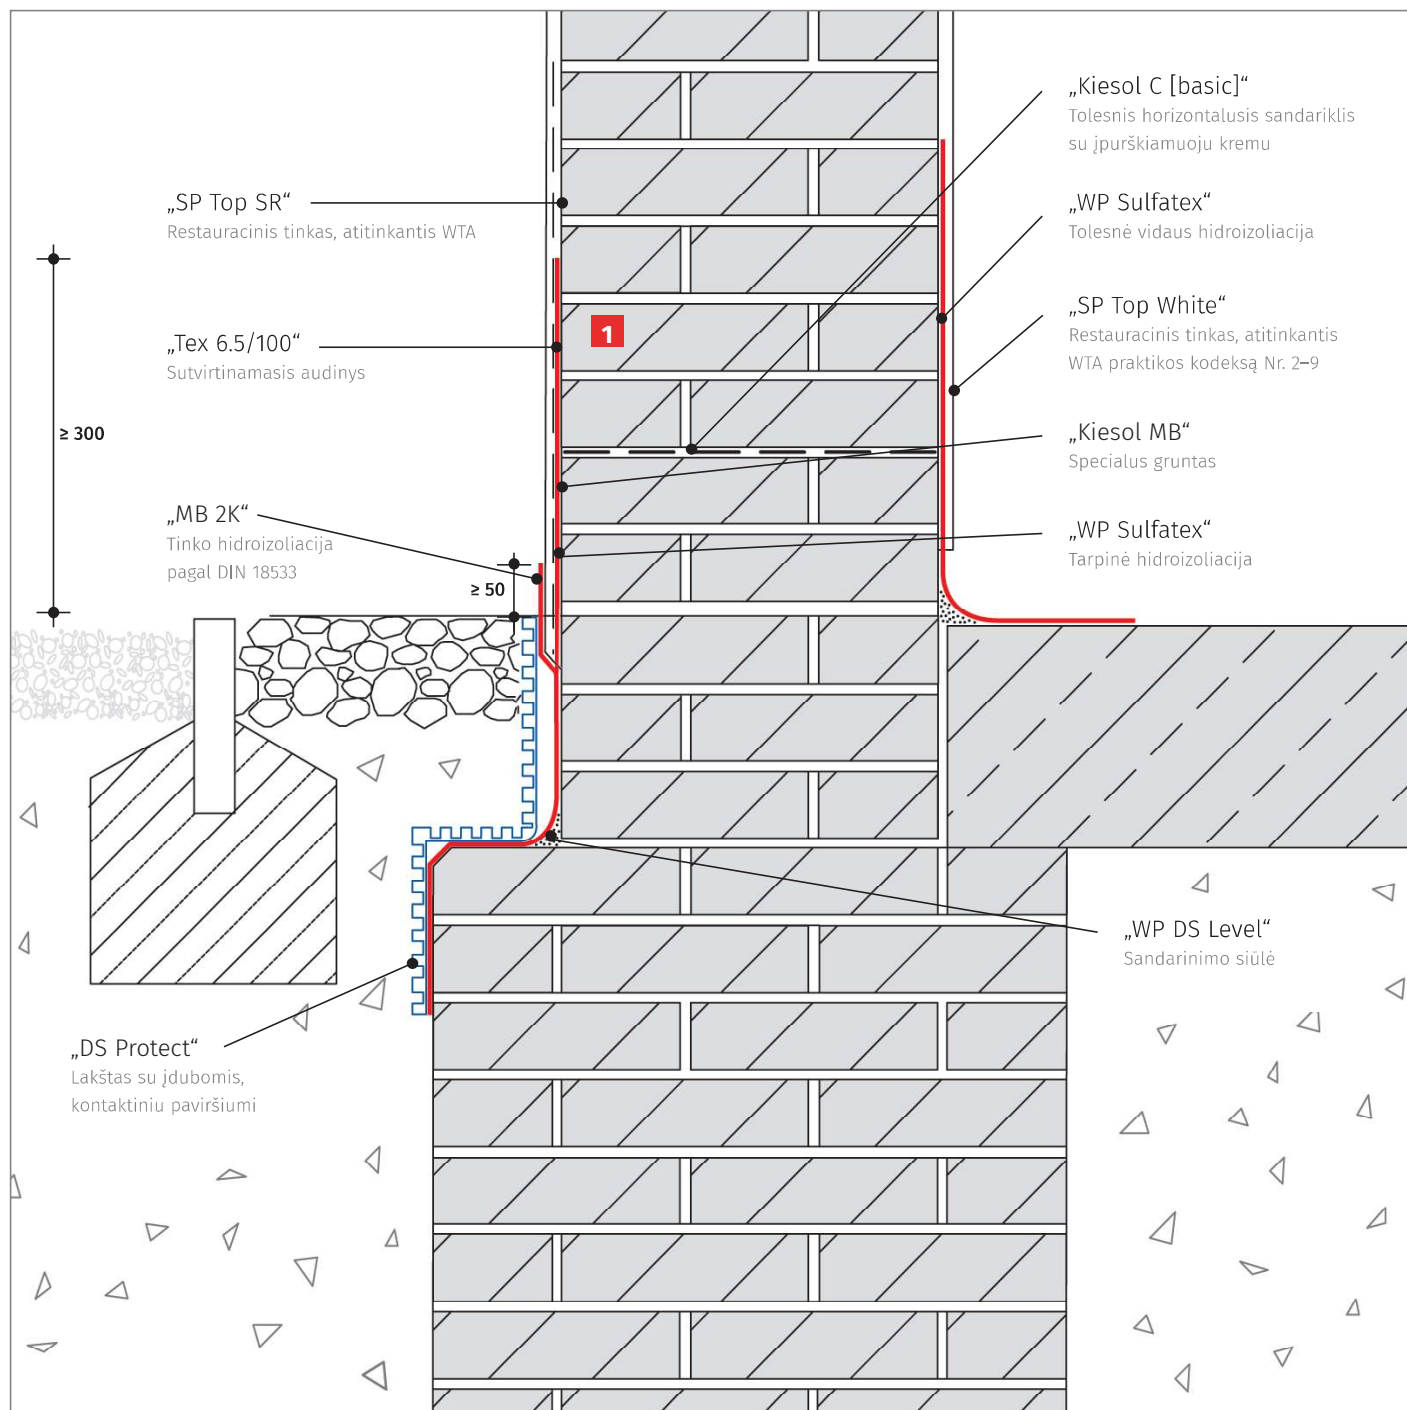 „Kiesol C [basic]“
Tolesnis horizontalusis sandariklis
su įpurškiamuoju kremu
„SP Top SR“
Restauracinis tinkas, atitinkantis WTA
„WP Sulfatex“
Tolesnė vidaus hidroizoliacija
„SP Top White“
Restauracinis tinkas, atitinkantis
WTA praktikos kodeksą Nr. 2–9
1
„Tex 6.5/100“
Sutvirtinamasis audinys
≥ 300
„Kiesol MB“
Specialus gruntas
„MB 2K“
Tinko hidroizoliacija
pagal DIN 18533
≥ 50
„WP Sulfatex“
Tarpinė hidroizoliacija
„WP DS Level“
Sandarinimo siūlė
„DS Protect“
Lakštas su įdubomis,
kontaktiniu paviršiumi